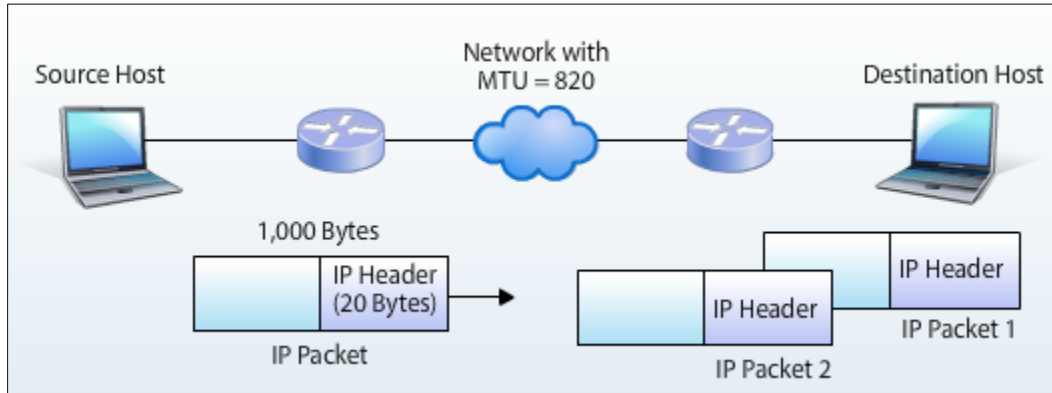 Source Host
Network with
MTU = 820
Destination Host
1,000 Bytes
IP Header
(20 Bytes)
IP Packet
IP Header
IP Packet 2
IP Header
IP Packet 1